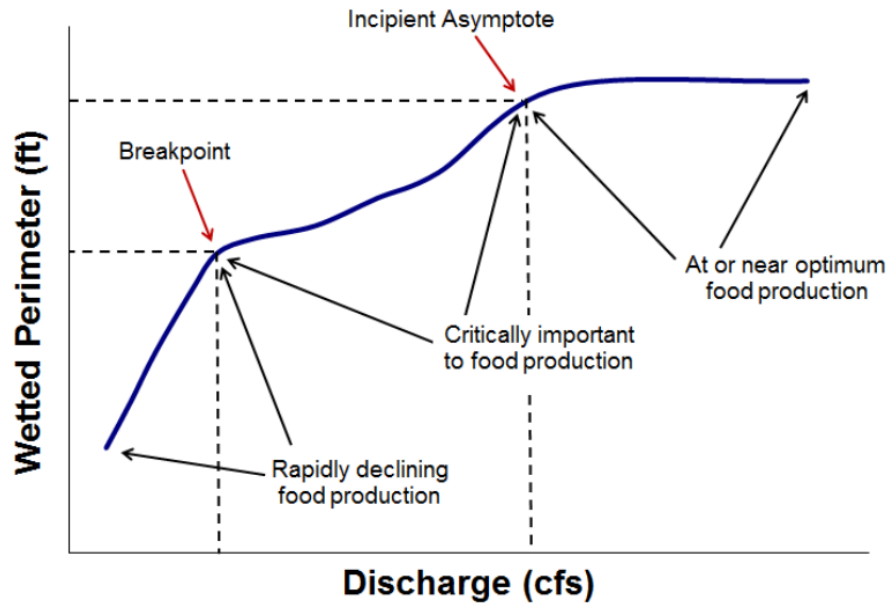 Incipient Asymptote
Breakpoint
Wetted Perimeter (ft)
At or near optimum
food production
Critically important
to food production
Rapidly declining
food production
Discharge (cfs)